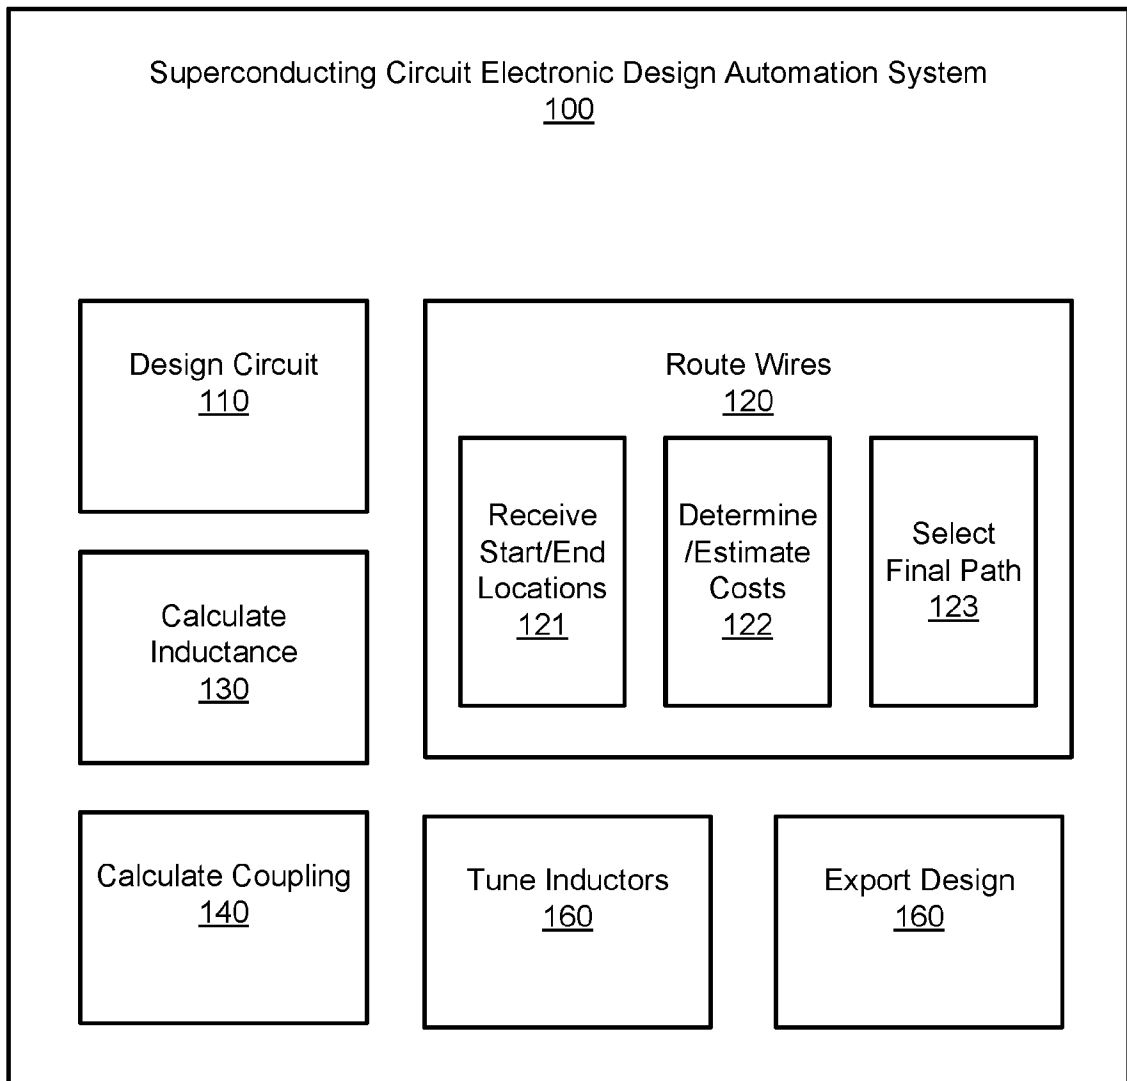 Superconducting Circuit Electronic Design Automation System
100
Design Circuit
110
Route Wires
120
Receive
Start/End
Locations
121
Determine
/Estimate
Costs
122
Select
Final Path
123
Calculate
Inductance
130
Calculate Coupling
140
Tune Inductors
160
Export Design
160